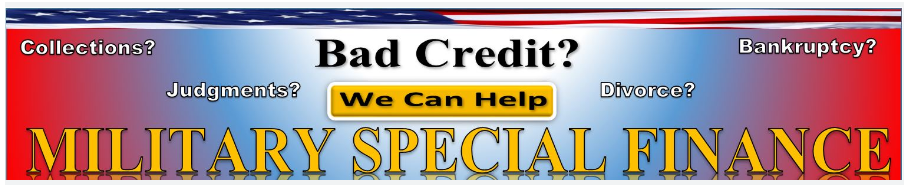 Collections?
Bad Credit?
Bankruptcy?
Judgments?
We Can Help
Divorce?
MILITARY SPECIAL FINANCE